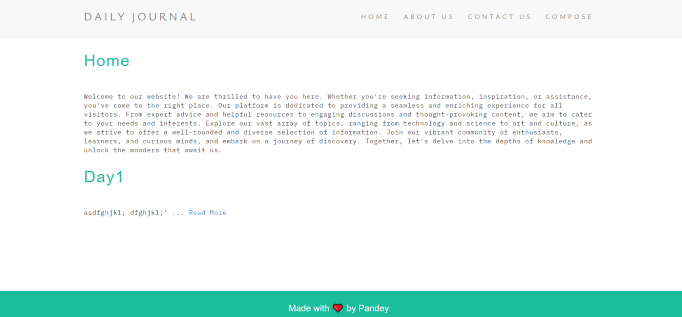 DAILY JOURNAL HOME ABOUT US CONTACT US COMPOSE
Home
Welcome to our website! We are thrilled to have you here. Whether you're seeking information, inspiration, or assistance,
you've come to the right place. Our platform is dedicated to providing a seamless and enriching experience for all
visitors. From expert advice and helpful resources to engaging discussions and thought-provoking content, we aim to cater
to your needs and interests. Explore our vast array of topics, ranging from technology and science to art and culture, as
we strive to offer a well-rounded and diverse selection of information. Join our vibrant community of enthusiasts,
learners, and curious minds, and embark on a journey of discovery. Together, let's delve into the depths of knowledge and
unlock the wonders that await us.
Day1
asdfghjkl; dfghjkl;' ... Read More
Made with ❤ by Pandey